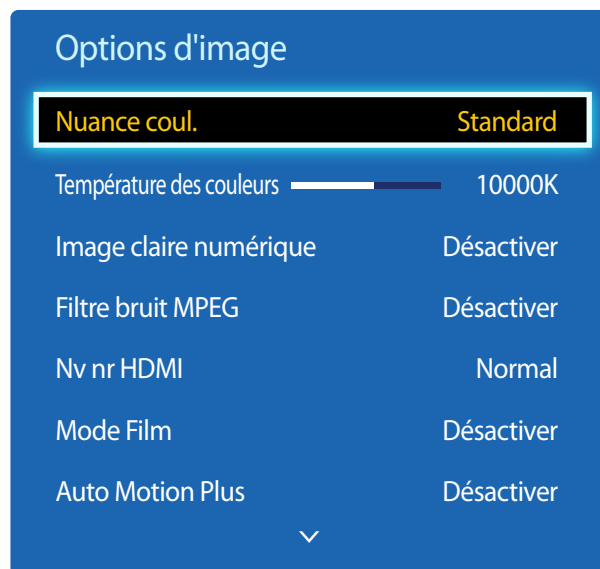 Options d'image
Nuance coul. Standard
Température des couleurs 10000K
Image claire numérique Désactiver
Filtre bruit MPEG Désactiver
Nv nr HDMI Normal
Mode Film Désactiver
Auto Motion Plus Désactiver